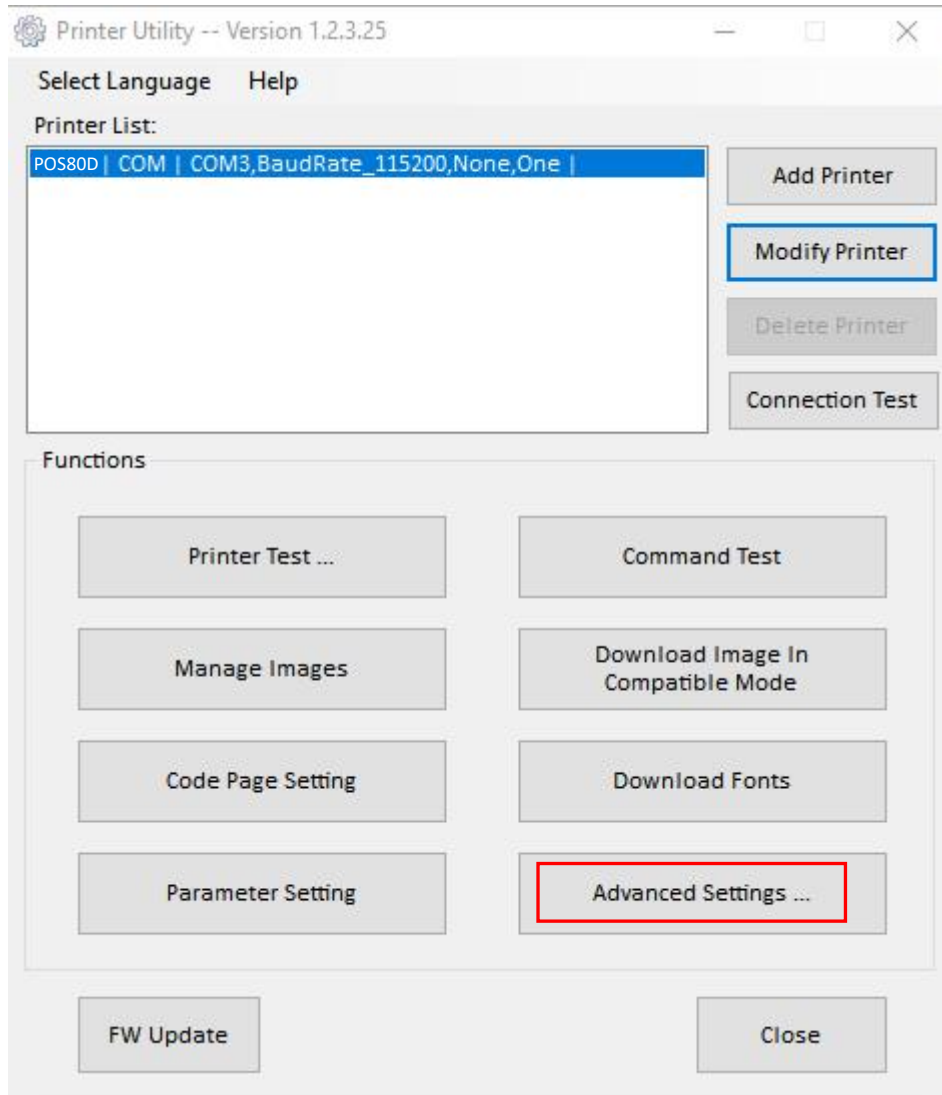 Printer Utility -- Version 1.2.3.25
Select Language Help
Printer List:
POS80D | COM | COM3,BaudRate_115200,None,One |
Add Printer
Modify Printer
Delete Printer
Connection Test
Functions
Printer Test ...
Command Test
Manage Images
Download Image In
Compatible Mode
Code Page Setting
Download Fonts
Parameter Setting
Advanced Settings ...
FW Update
Close